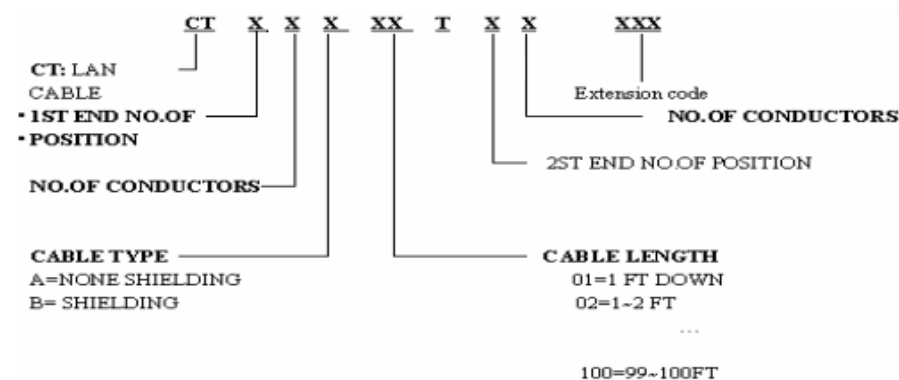 CT X X X XX T X X XXX
CT: LAN
CABLE
Extension code
▪ 1ST END NO.OF
NO.OF CONDUCTORS
▪ POSITION
2ST END NO.OF POSITION
NO.OF CONDUCTORS
CABLE TYPE
CABLE LENGTH
A=NONE SHIELDING
01=1 FT DOWN
B= SHIELDING
02=1~2 FT
...
100=99~100FT